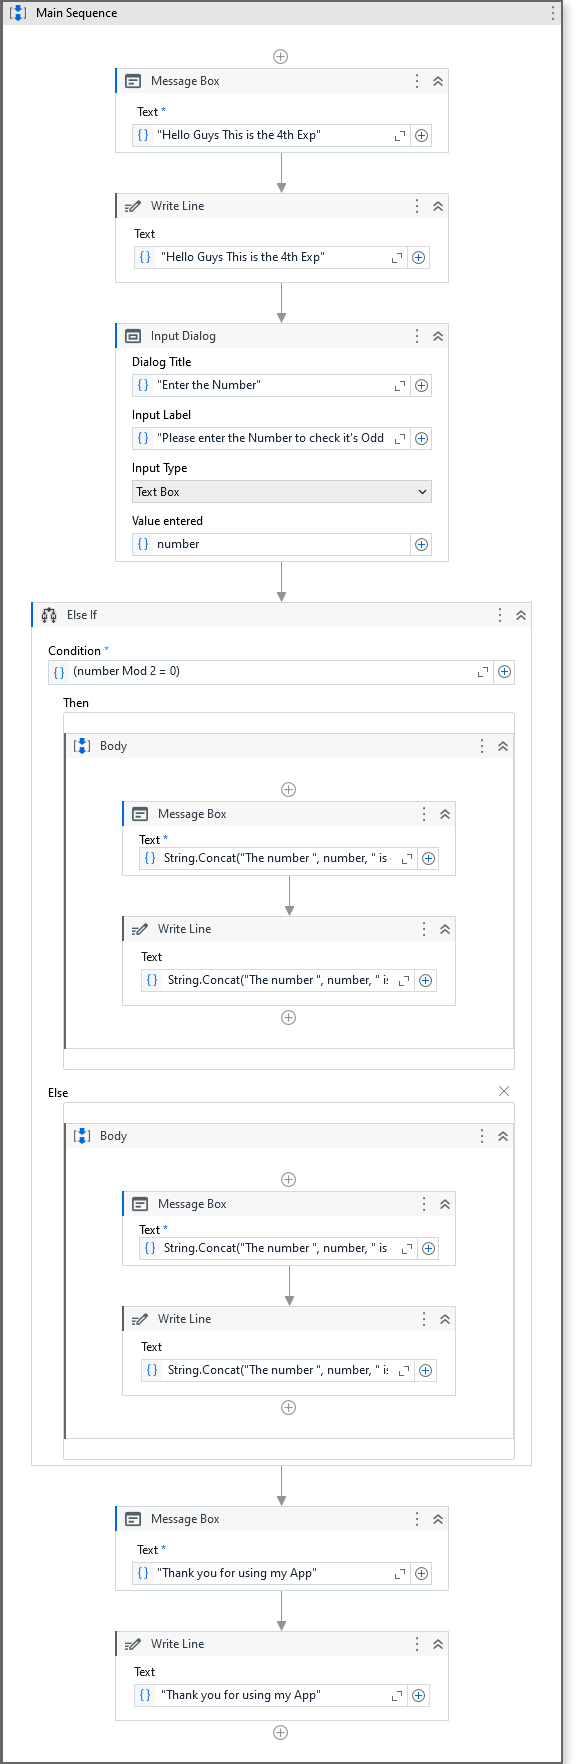 Main Sequence
Message Box
Text *
"Hello Guys This is the 4th Exp"
Write Line
Text
"Hello Guys This is the 4th Exp"
Input Dialog
Dialog Title
"Enter the Number"
Input Label
"Please enter the Number to check it's Odd
Input Type
Text Box
Value entered
number
Else If
Condition *
(number Mod 2 = 0)
Then
Body
Message Box
Text *
String.Concat("The number ", number, " is
Write Line
Text
String.Concat("The number ", number, " is
Else
Body
Message Box
Text *
String.Concat("The number ", number, " is
Write Line
Text
String.Concat("The number ", number, " is
Message Box
Text *
"Thank you for using my App"
Write Line
Text
"Thank you for using my App"